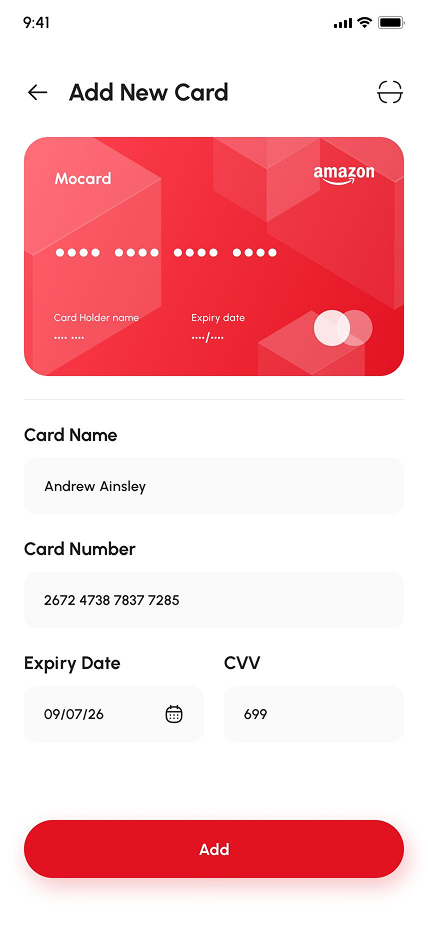 9:41
Add New Card
Mocard
amazon
•••• •••• •••• ••••
Card Holder name
Expiry date
•••• ••••
••••/••••
Card Name
Andrew Ainsley
Card Number
2672 4738 7837 7285
Expiry Date
CVV
09/07/26
699
Add